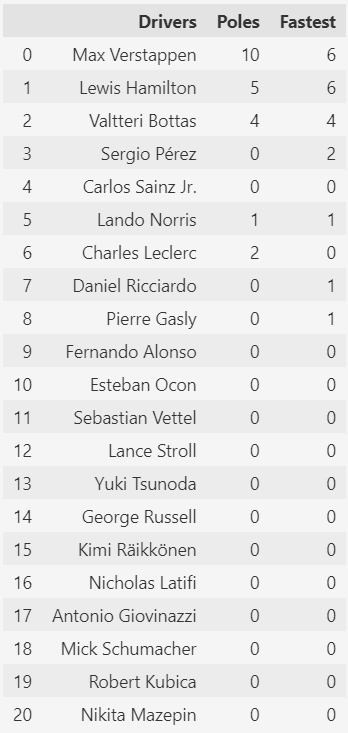 Drivers Poles Fastest
0 Max Verstappen 10 6
1 Lewis Hamilton 5 6
2 Valtteri Bottas 4 4
3 Sergio Pérez 0 2
4 Carlos Sainz Jr. 0 0
5 Lando Norris 1 1
6 Charles Leclerc 2 0
7 Daniel Ricciardo 0 1
8 Pierre Gasly 0 1
9 Fernando Alonso 0 0
10 Esteban Ocon 0 0
11 Sebastian Vettel 0 0
12 Lance Stroll 0 0
13 Yuki Tsunoda 0 0
14 George Russell 0 0
15 Kimi Räikkönen 0 0
16 Nicholas Latifi 0 0
17 Antonio Giovinazzi 0 0
18 Mick Schumacher 0 0
19 Robert Kubica 0 0
20 Nikita Mazepin 0 0